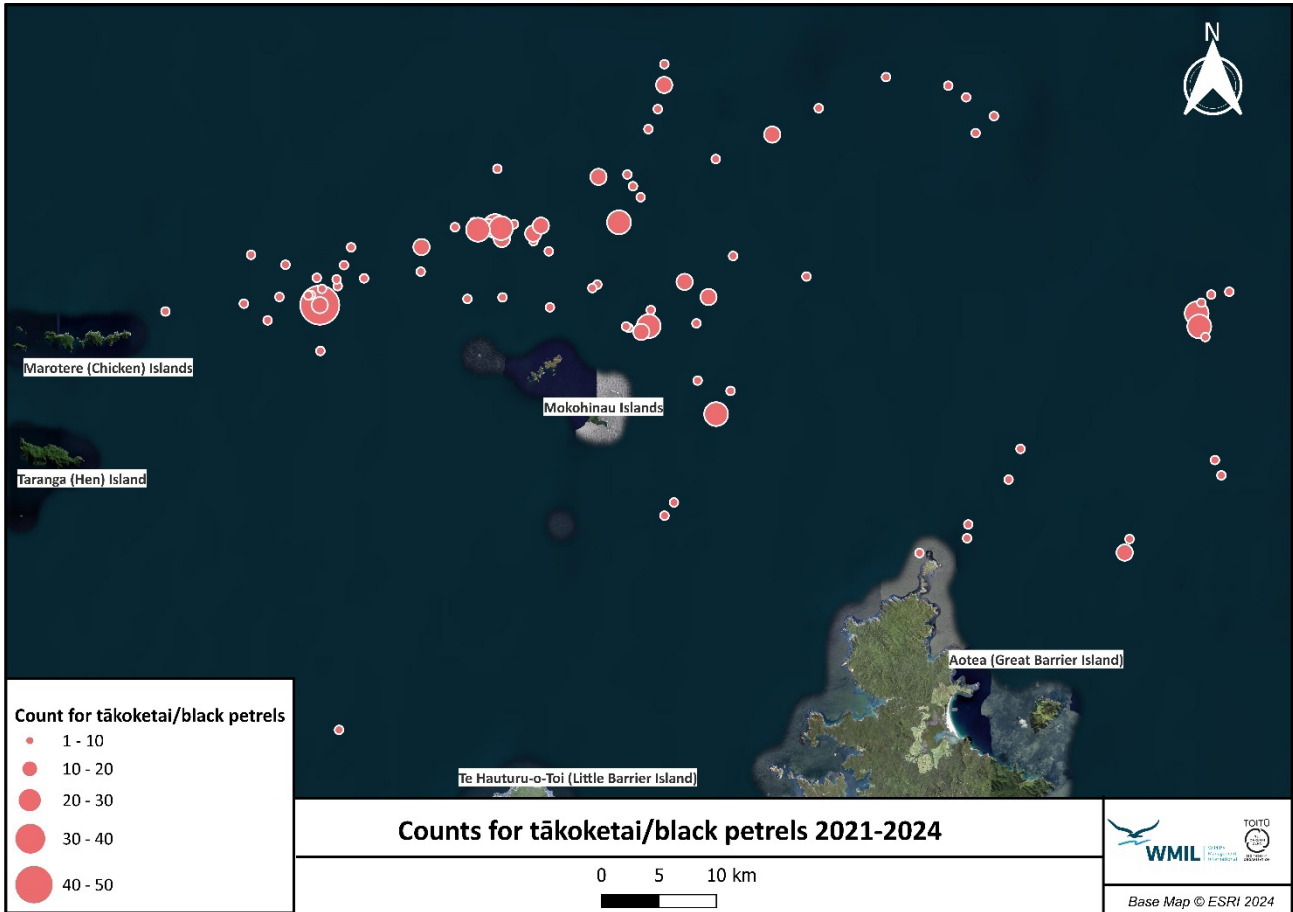 N
Marotere (Chicken) Islands
Mokohinau Islands
Taranga (Hen) Island
Aotea (Great Barrier Island)
Te Hauturu-o-Toi (Little Barrier Island)
Count for tākoketai/black petrels
1 - 10
10 - 20
20 - 30
30 - 40
40 - 50
Counts for tākoketai/black petrels 2021-2024
0 5 10 km
WMIL
TOITŪ
Base Map © ESRI 2024